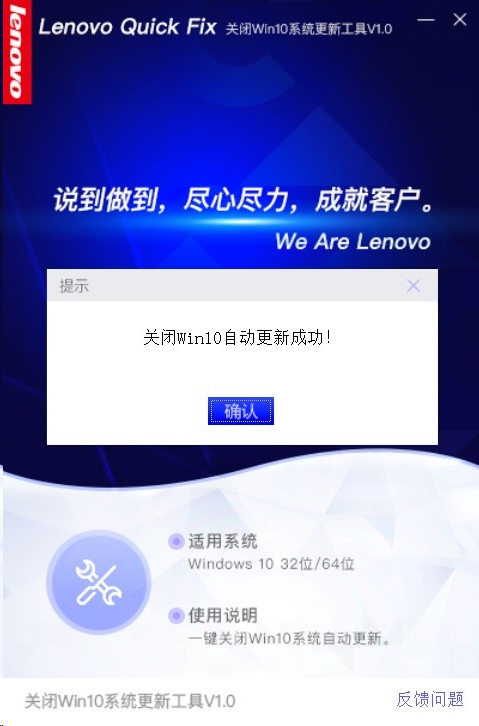 lenovo
Lenovo Quick Fix 关闭Win10系统更新工具V1.0
说到做到，尽心尽力，成就客户。
We Are Lenovo
提示
关闭Win10自动更新成功！
确认
适用系统
Windows 10 32位/64位
使用说明
一键关闭Win10系统自动更新。
关闭Win10系统更新工具V1.0
反馈问题